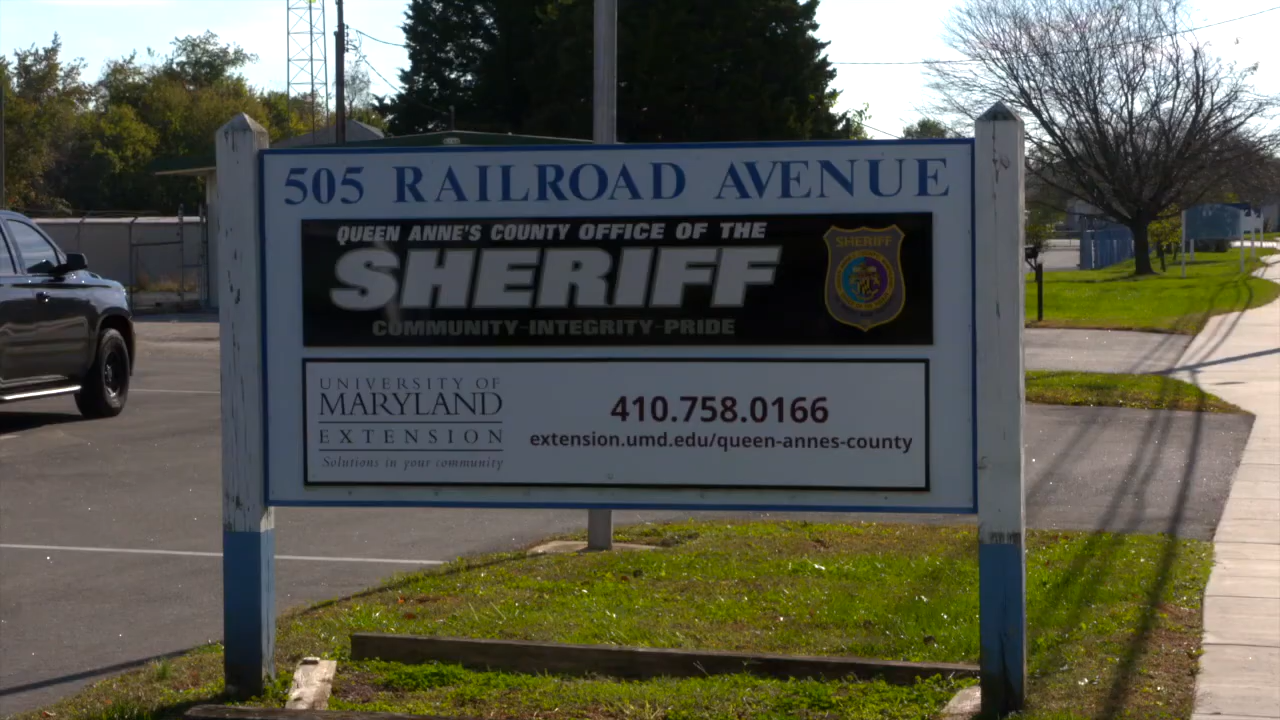 505 RAILROAD AVENUE
QUEEN ANNE'S COUNTY OFFICE OF THE
SHERIFF
COMMUNITY-INTEGRITY-PRIDE
SHERIFF
UNIVERSITY OF
MARYLAND
EXTENSION
Solutions in your community
410.758.0166
extension.umd.edu/queen-annes-county